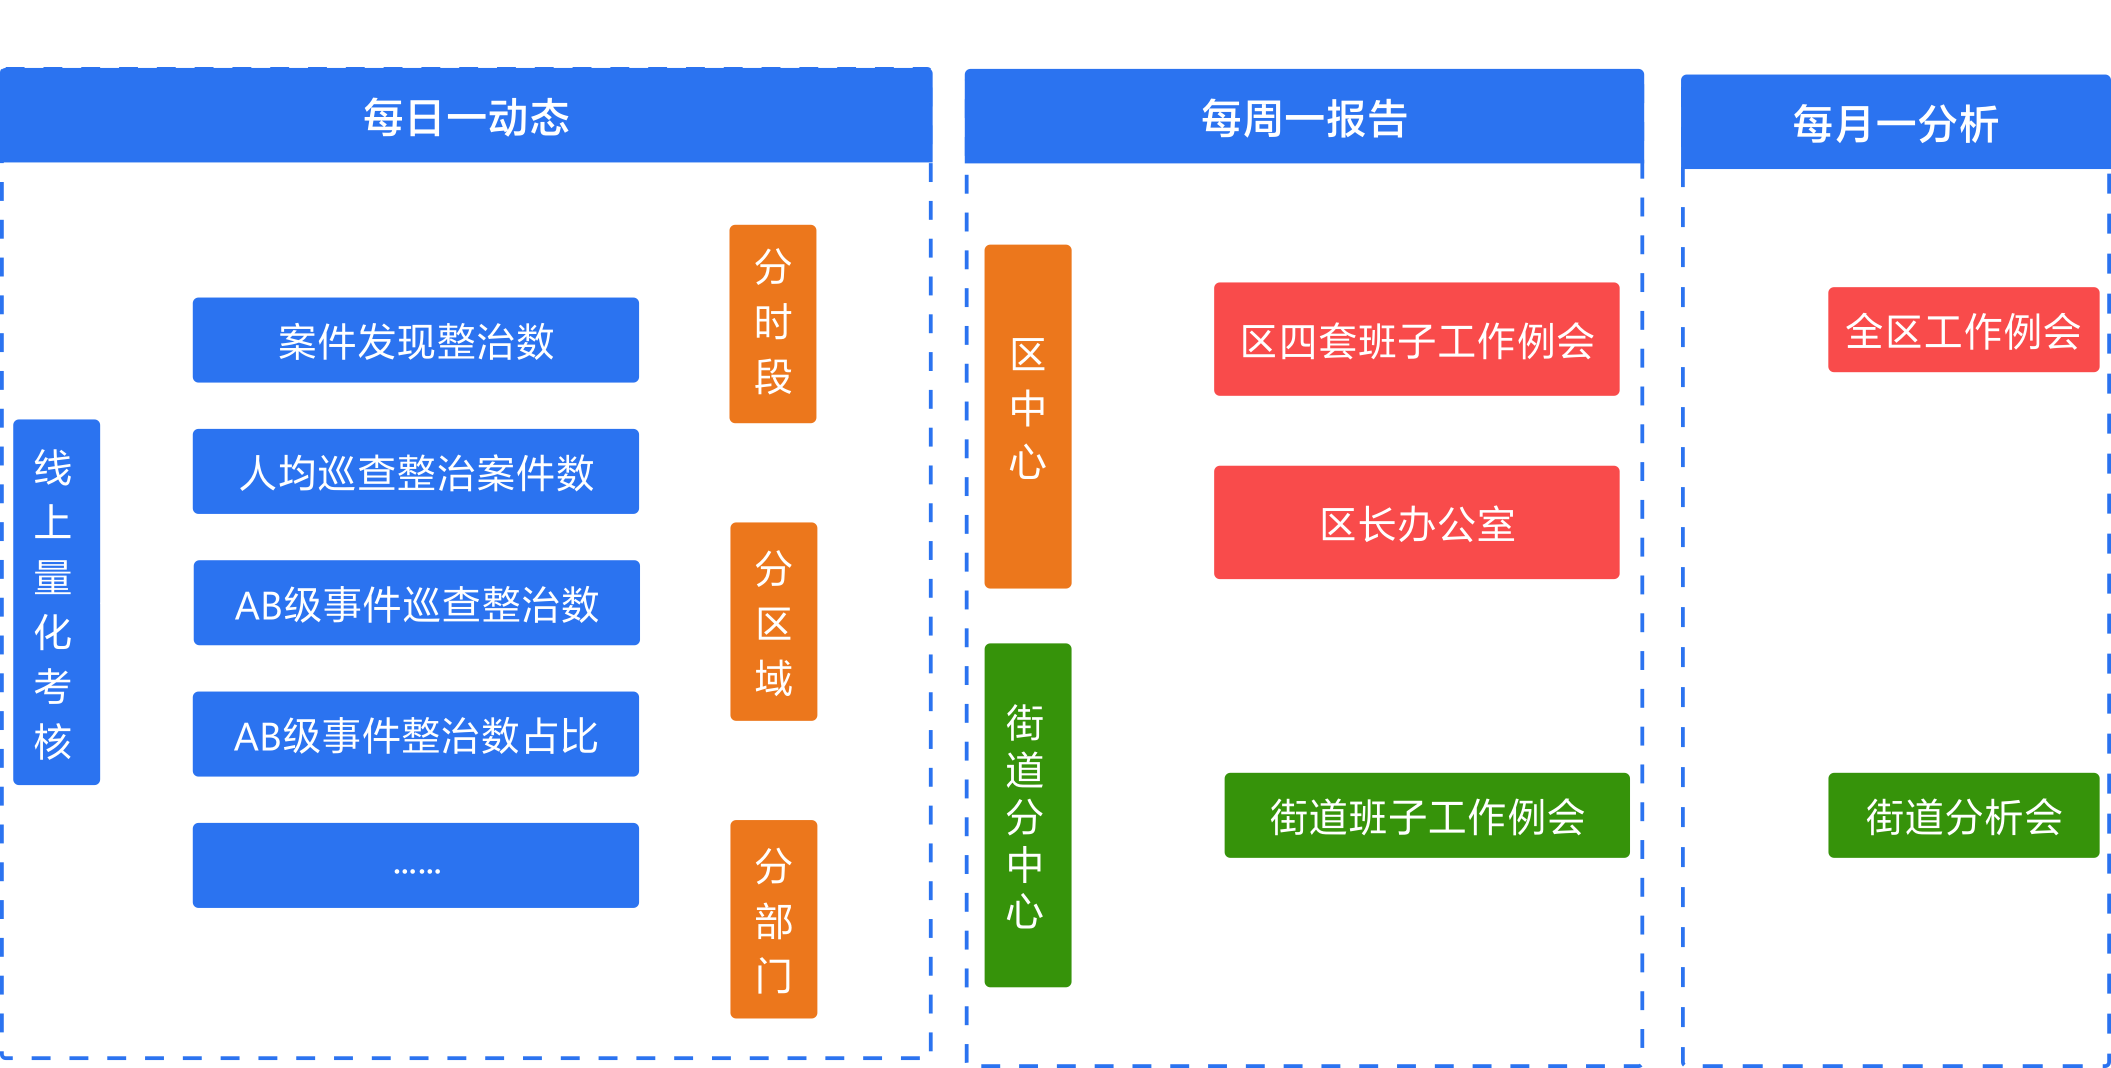 每日一动态
线上量化考核
案件发现整治数
人均巡查整治案件数
AB级事件巡查整治数
AB级事件整治数占比
……
分时段
分区域
分部门
每周一报告
区中心
街道分中心
区四套班子工作例会
区长办公室
街道班子工作例会
每月一分析
全区工作例会
街道分析会